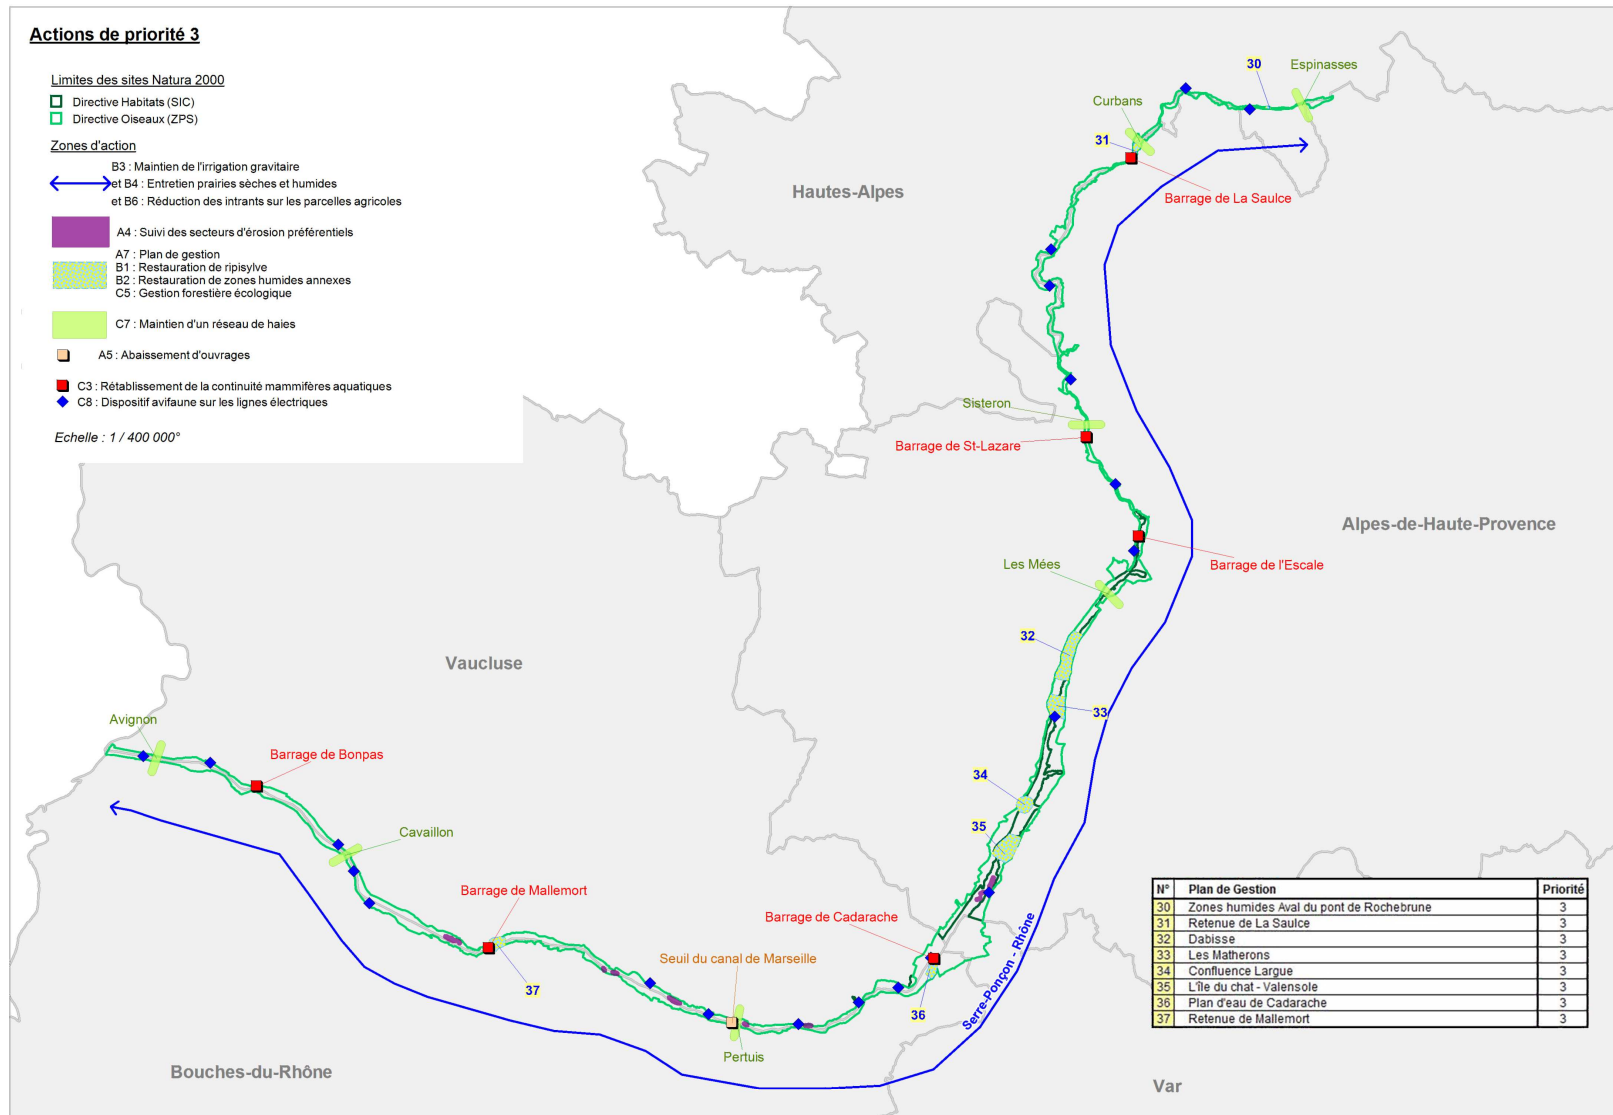 Actions de priorité 3
Limites des sites Natura 2000
Directive Habitats (SIC)
Directive Oiseaux (ZPS)
Zones d'action
B3 : Maintien de l'irrigation gravitaire
et B4 : Entretien prairies sèches et humides
et B6 : Réduction des intrants sur les parcelles agricoles
A4 : Suivi des secteurs d'érosion préférentiels
A7 : Plan de gestion
B1 : Restauration de ripisylve
B2 : Restauration de zones humides annexes
C5 : Gestion forestière écologique
C7 : Maintien d'un réseau de haies
A5 : Abaissement d'ouvrages
C3 : Rétablissement de la continuité mammifères aquatiques
C8 : Dispositif avifaune sur les lignes électriques
Echelle : 1 / 400 000°
30
Espinasses
Curbans
31
Hautes-Alpes
Barrage de La Saulce
Sisteron
Barrage de St-Lazare
Alpes-de-Haute-Provence
Les Mées
Barrage de l'Escale
32
Vaucluse
33
Avignon
Barrage de Bonpas
34
35
Cavaillon
Barrage de Mallemort
Barrage de Cadarache
Seuil du canal de Marseille
37
36
Serre-Ponçon - Rhône
Pertuis
Bouches-du-Rhône
Var
N° Plan de Gestion Priorité
30 Zones humides Aval du pont de Rochebrune 3
31 Retenue de La Saulce 3
32 Dabisse 3
33 Les Matherons 3
34 Confluence Largue 3
35 L'île du chat - Valensole 3
36 Plan d'eau de Cadarache 3
37 Retenue de Mallemort 3